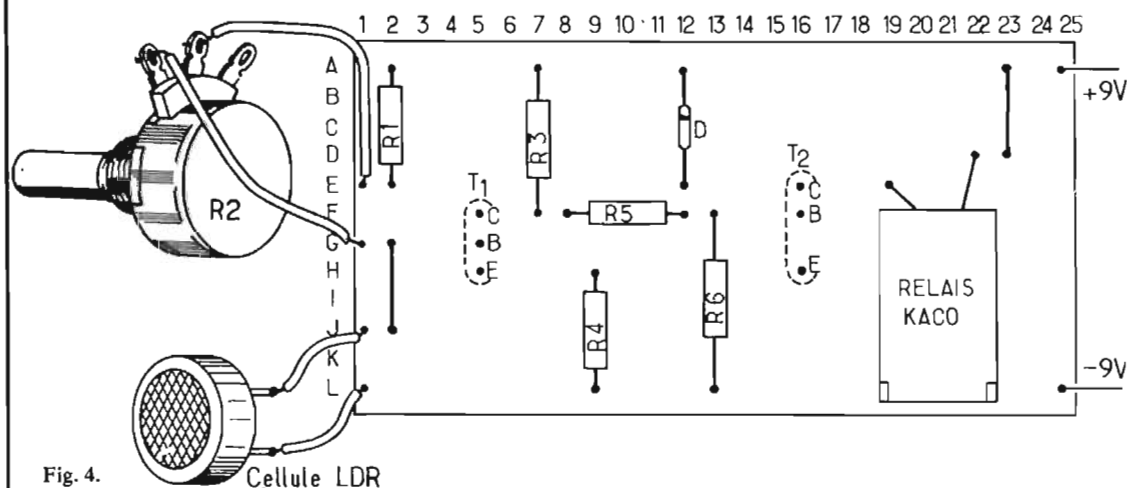 1 2 3 4 5 6 7 8 9 10 11 12 13 14 15 16 17 18 19 20 21 22 23 24 25
A
B
C
D
E
F
G
H
I
J
K
L
R2
R1
R3
D
T1
C
B
E
R5
R4
R6
T2
C
B
E
RELAIS
KACO
+9V
-9V
Fig. 4.
Cellule LDR